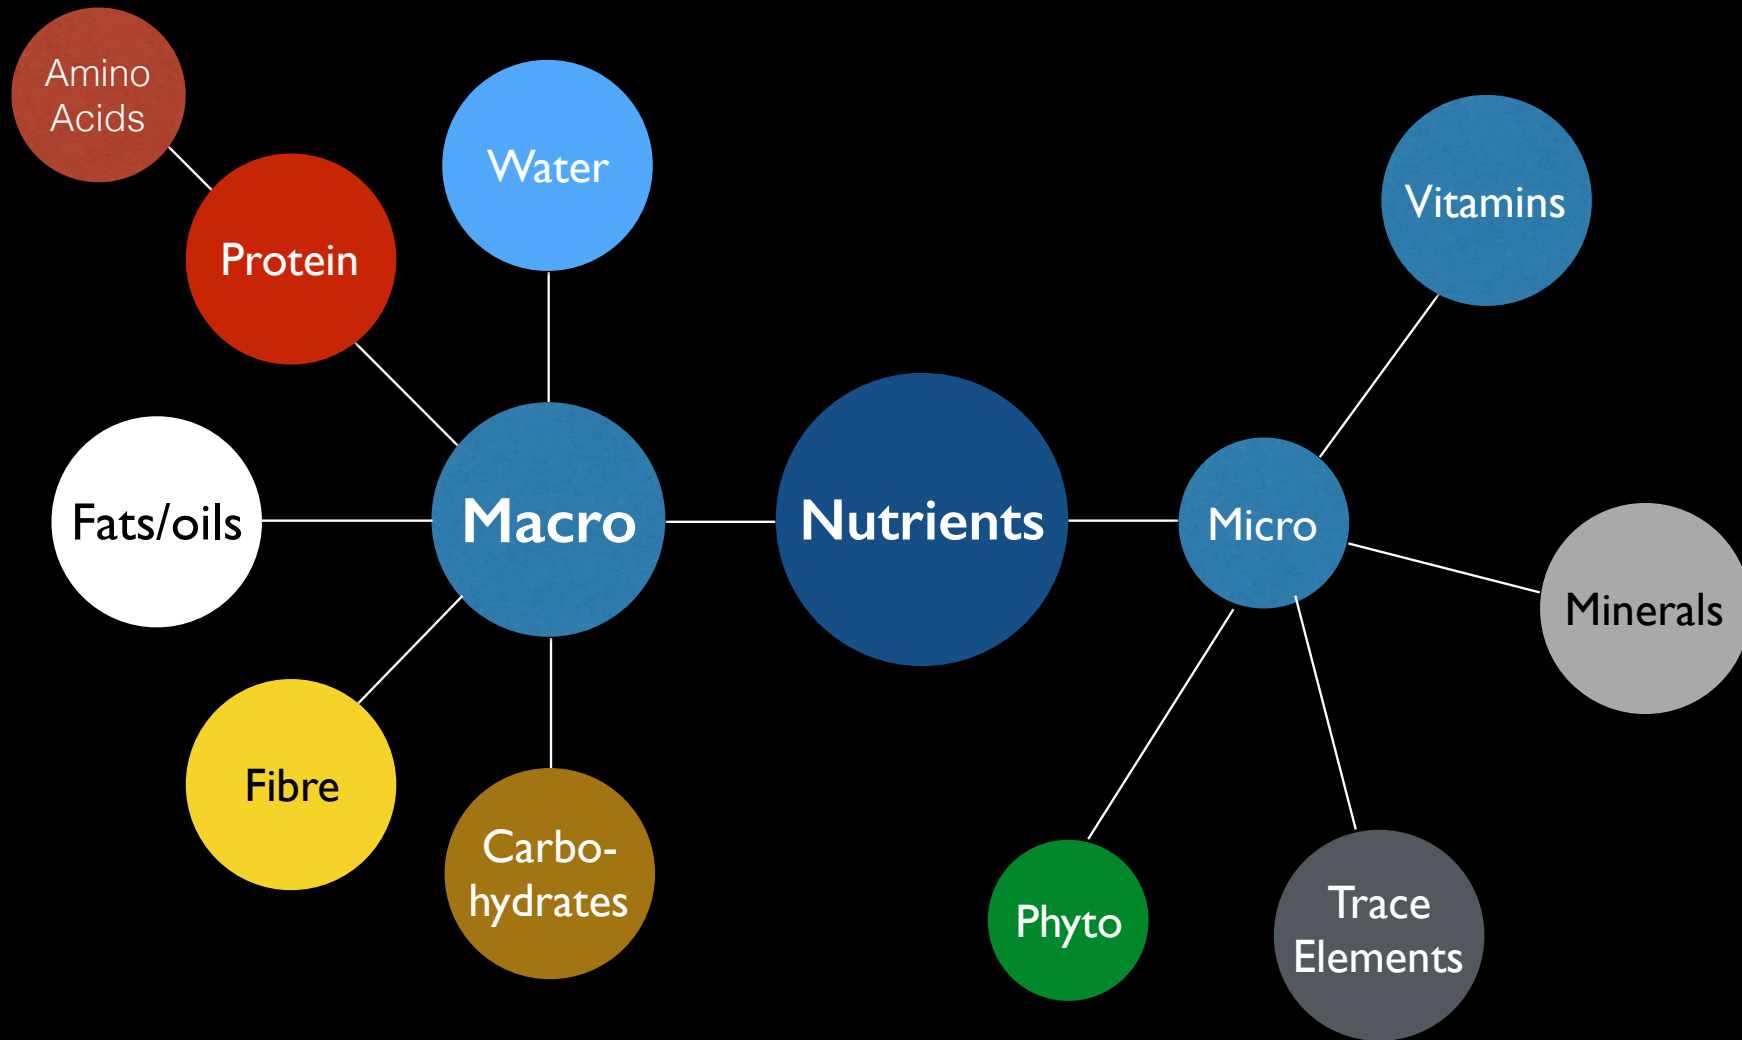 Amino
Acids
Water
Vitamins
Protein
Fats/oils
Macro
Nutrients
Micro
Minerals
Fibre
Carbo-
hydrates
Phyto
Trace
Elements